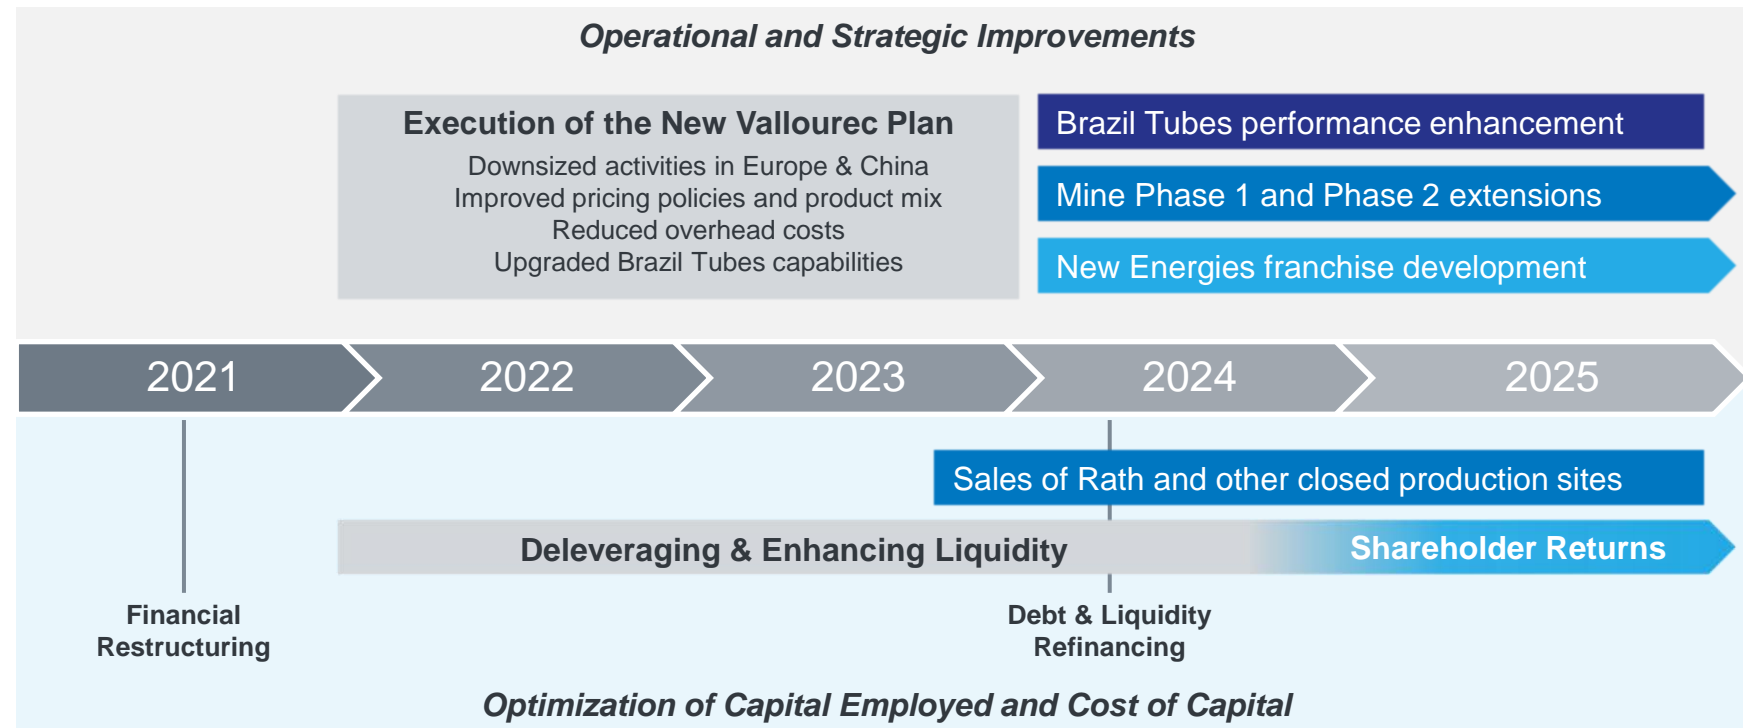 Operational and Strategic Improvements
Execution of the New Vallourec Plan
Downsized activities in Europe & China
Improved pricing policies and product mix
Reduced overhead costs
Upgraded Brazil Tubes capabilities
Brazil Tubes performance enhancement
Mine Phase 1 and Phase 2 extensions
New Energies franchise development
2021
2022
2023
2024
2025
Sales of Rath and other closed production sites
Deleveraging & Enhancing Liquidity
Shareholder Returns
Financial
Restructuring
Debt & Liquidity
Refinancing
Optimization of Capital Employed and Cost of Capital